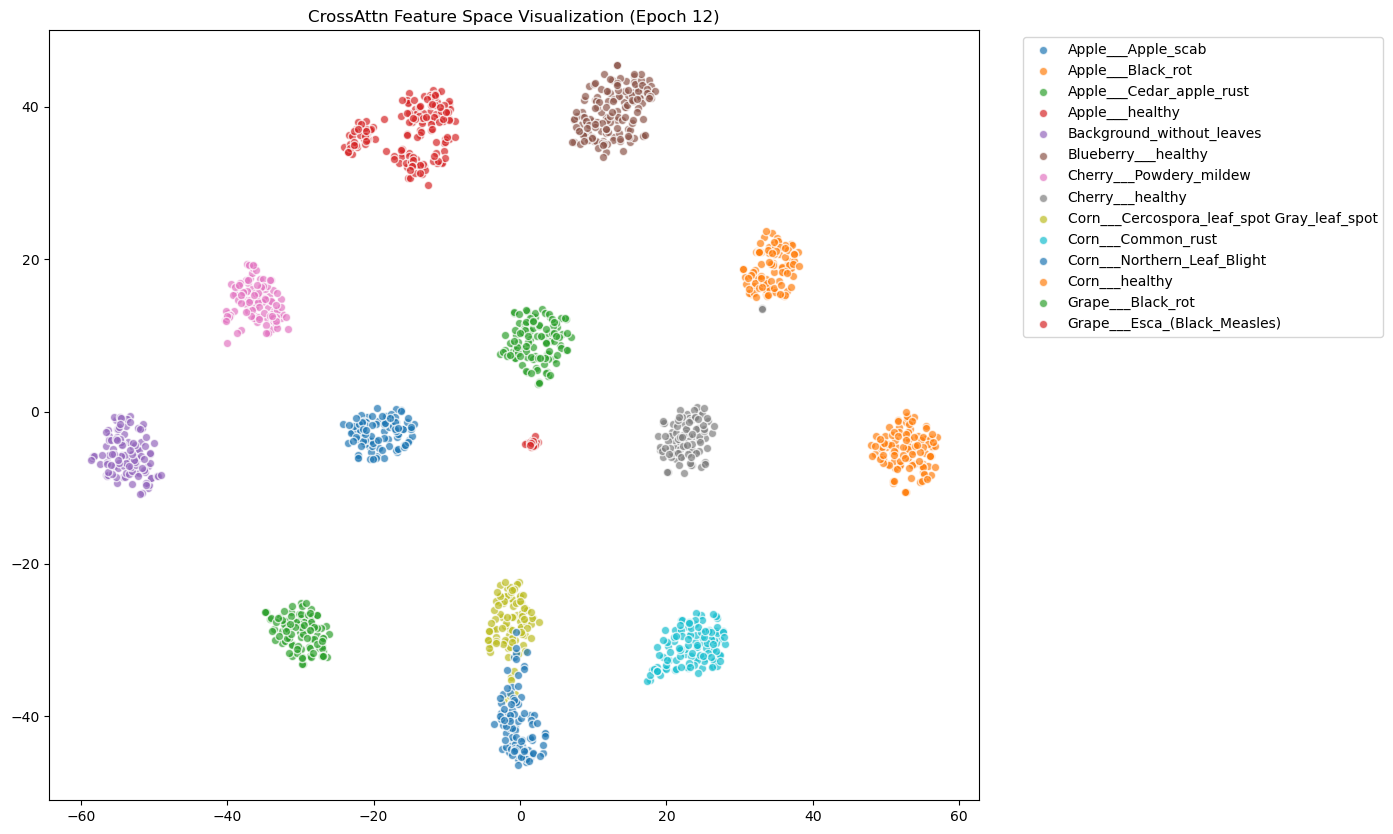 CrossAttn Feature Space Visualization (Epoch 12)
Apple___Apple_scab
Apple___Black_rot
Apple___Cedar_apple_rust
Apple___healthy
Background_without_leaves
Blueberry___healthy
Cherry___Powdery_mildew
Cherry___healthy
Corn___Cercospora_leaf_spot Gray_leaf_spot
Corn___Common_rust
Corn___Northern_Leaf_Blight
Corn___healthy
Grape___Black_rot
Grape___Esca_(Black_Measles)
40
20
0
−20
−40
−60 −40 −20 0 20 40 60